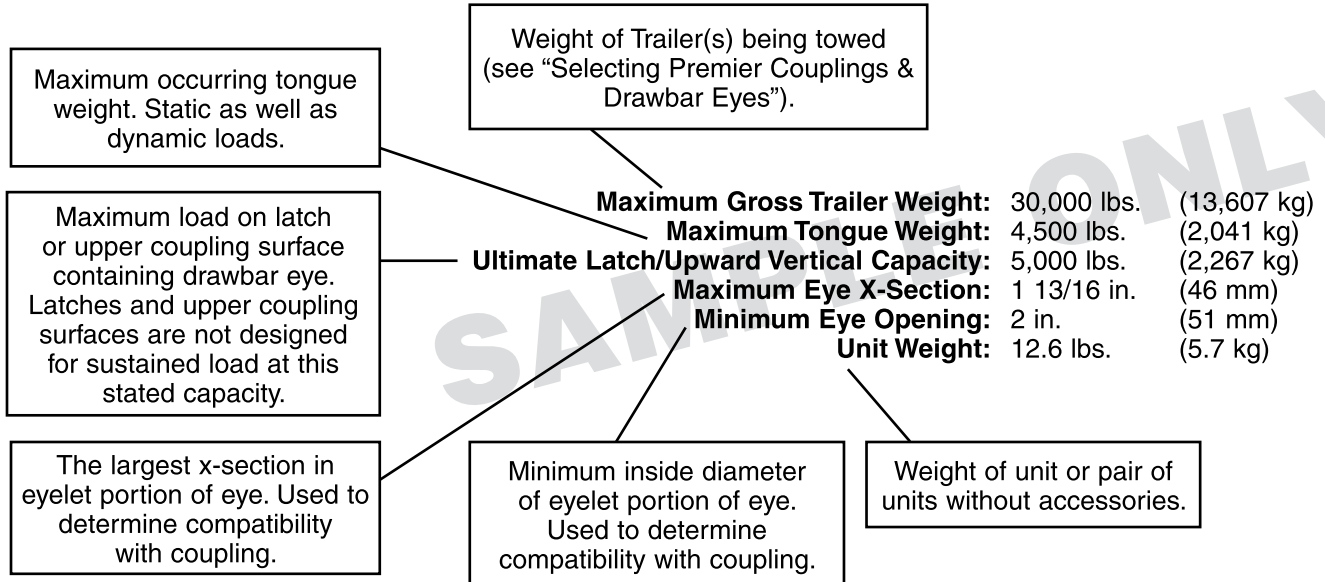 Weight of Trailer(s) being towed
(see “Selecting Premier Couplings &
Drawbar Eyes”).
Maximum occurring tongue
weight. Static as well as
dynamic loads.
Maximum load on latch
or upper coupling surface
containing drawbar eye.
Latches and upper coupling
surfaces are not designed
for sustained load at this
stated capacity.
Maximum Gross Trailer Weight: 30,000 lbs. (13,607 kg)
Maximum Tongue Weight: 4,500 lbs. (2,041 kg)
Ultimate Latch/Upward Vertical Capacity: 5,000 lbs. (2,267 kg)
Maximum Eye X-Section: 1 13/16 in. (46 mm)
Minimum Eye Opening: 2 in. (51 mm)
Unit Weight: 12.6 lbs. (5.7 kg)
SAMPLE ONLY
The largest x-section in
eyelet portion of eye. Used to
determine compatibility
with coupling.
Minimum inside diameter
of eyelet portion of eye.
Used to determine
compatibility with coupling.
Weight of unit or pair of
units without accessories.